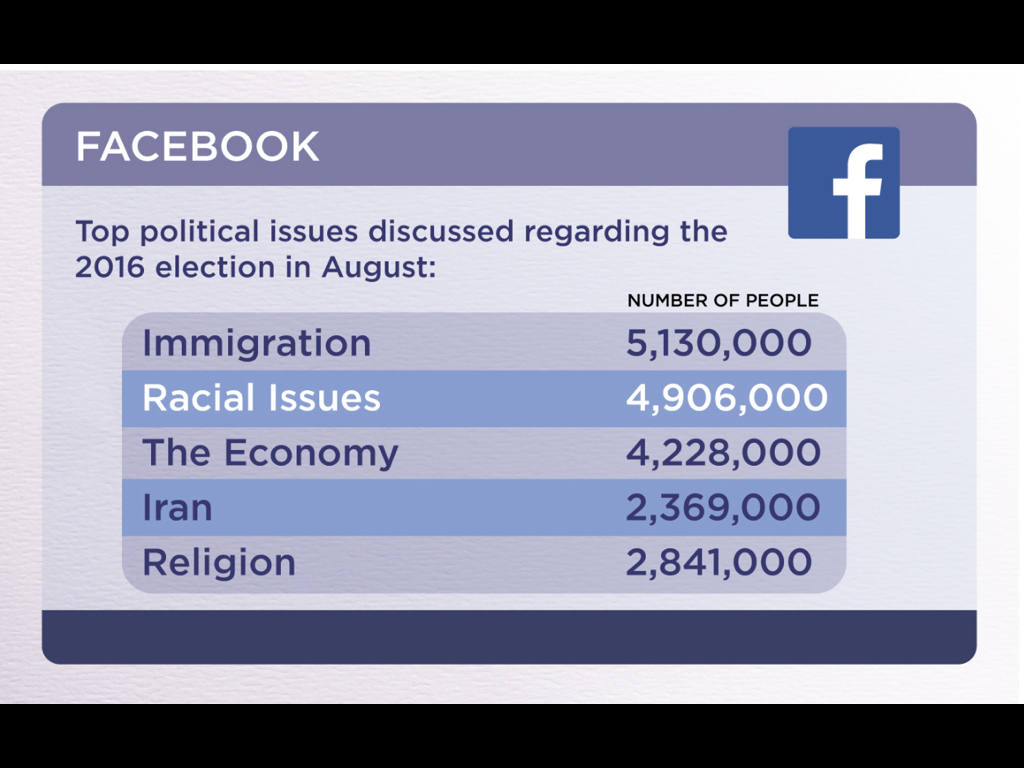 FACEBOOK
Top political issues discussed regarding the
2016 election in August:
NUMBER OF PEOPLE
Immigration 5,130,000
Racial Issues 4,906,000
The Economy 4,228,000
Iran 2,369,000
Religion 2,841,000